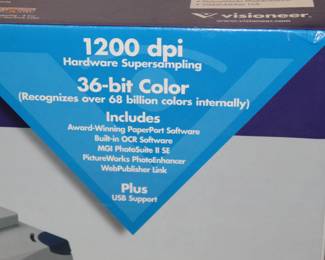 visioneer.
1200 dpi
Hardware Supersampling
36-bit Color
(Recognizes over 68 billion colors internally)
Includes
Award-Winning PaperPort Software
Built-in OCR Software
MGI PhotoSuite II SE
PictureWorks PhotoEnhancer
WebPublisher Link
Plus
USB Support